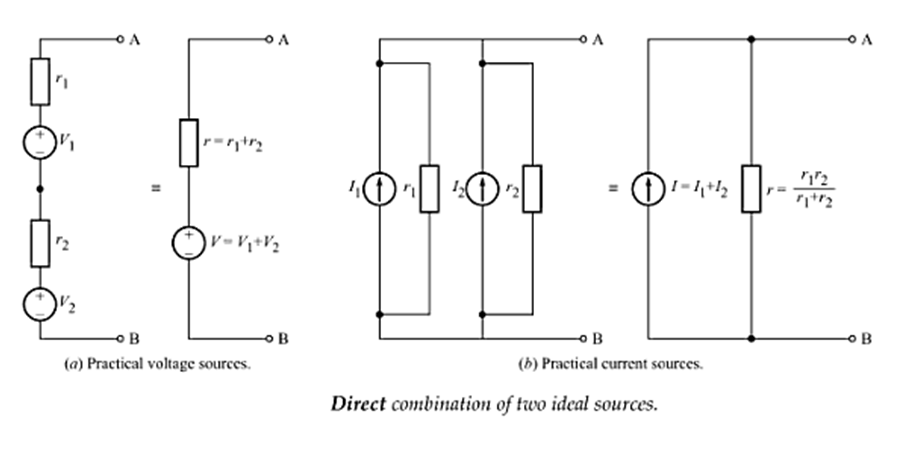 A
r1
V1
r2
V2
B
≡
A
r = r1+r2
V = V1+V2
B
(a) Practical voltage sources.
A
I1
r1
I2
r2
B
≡
A
I = I1+I2
r = r1r2 / r1+r2
B
(b) Practical current sources.
Direct combination of two ideal sources.